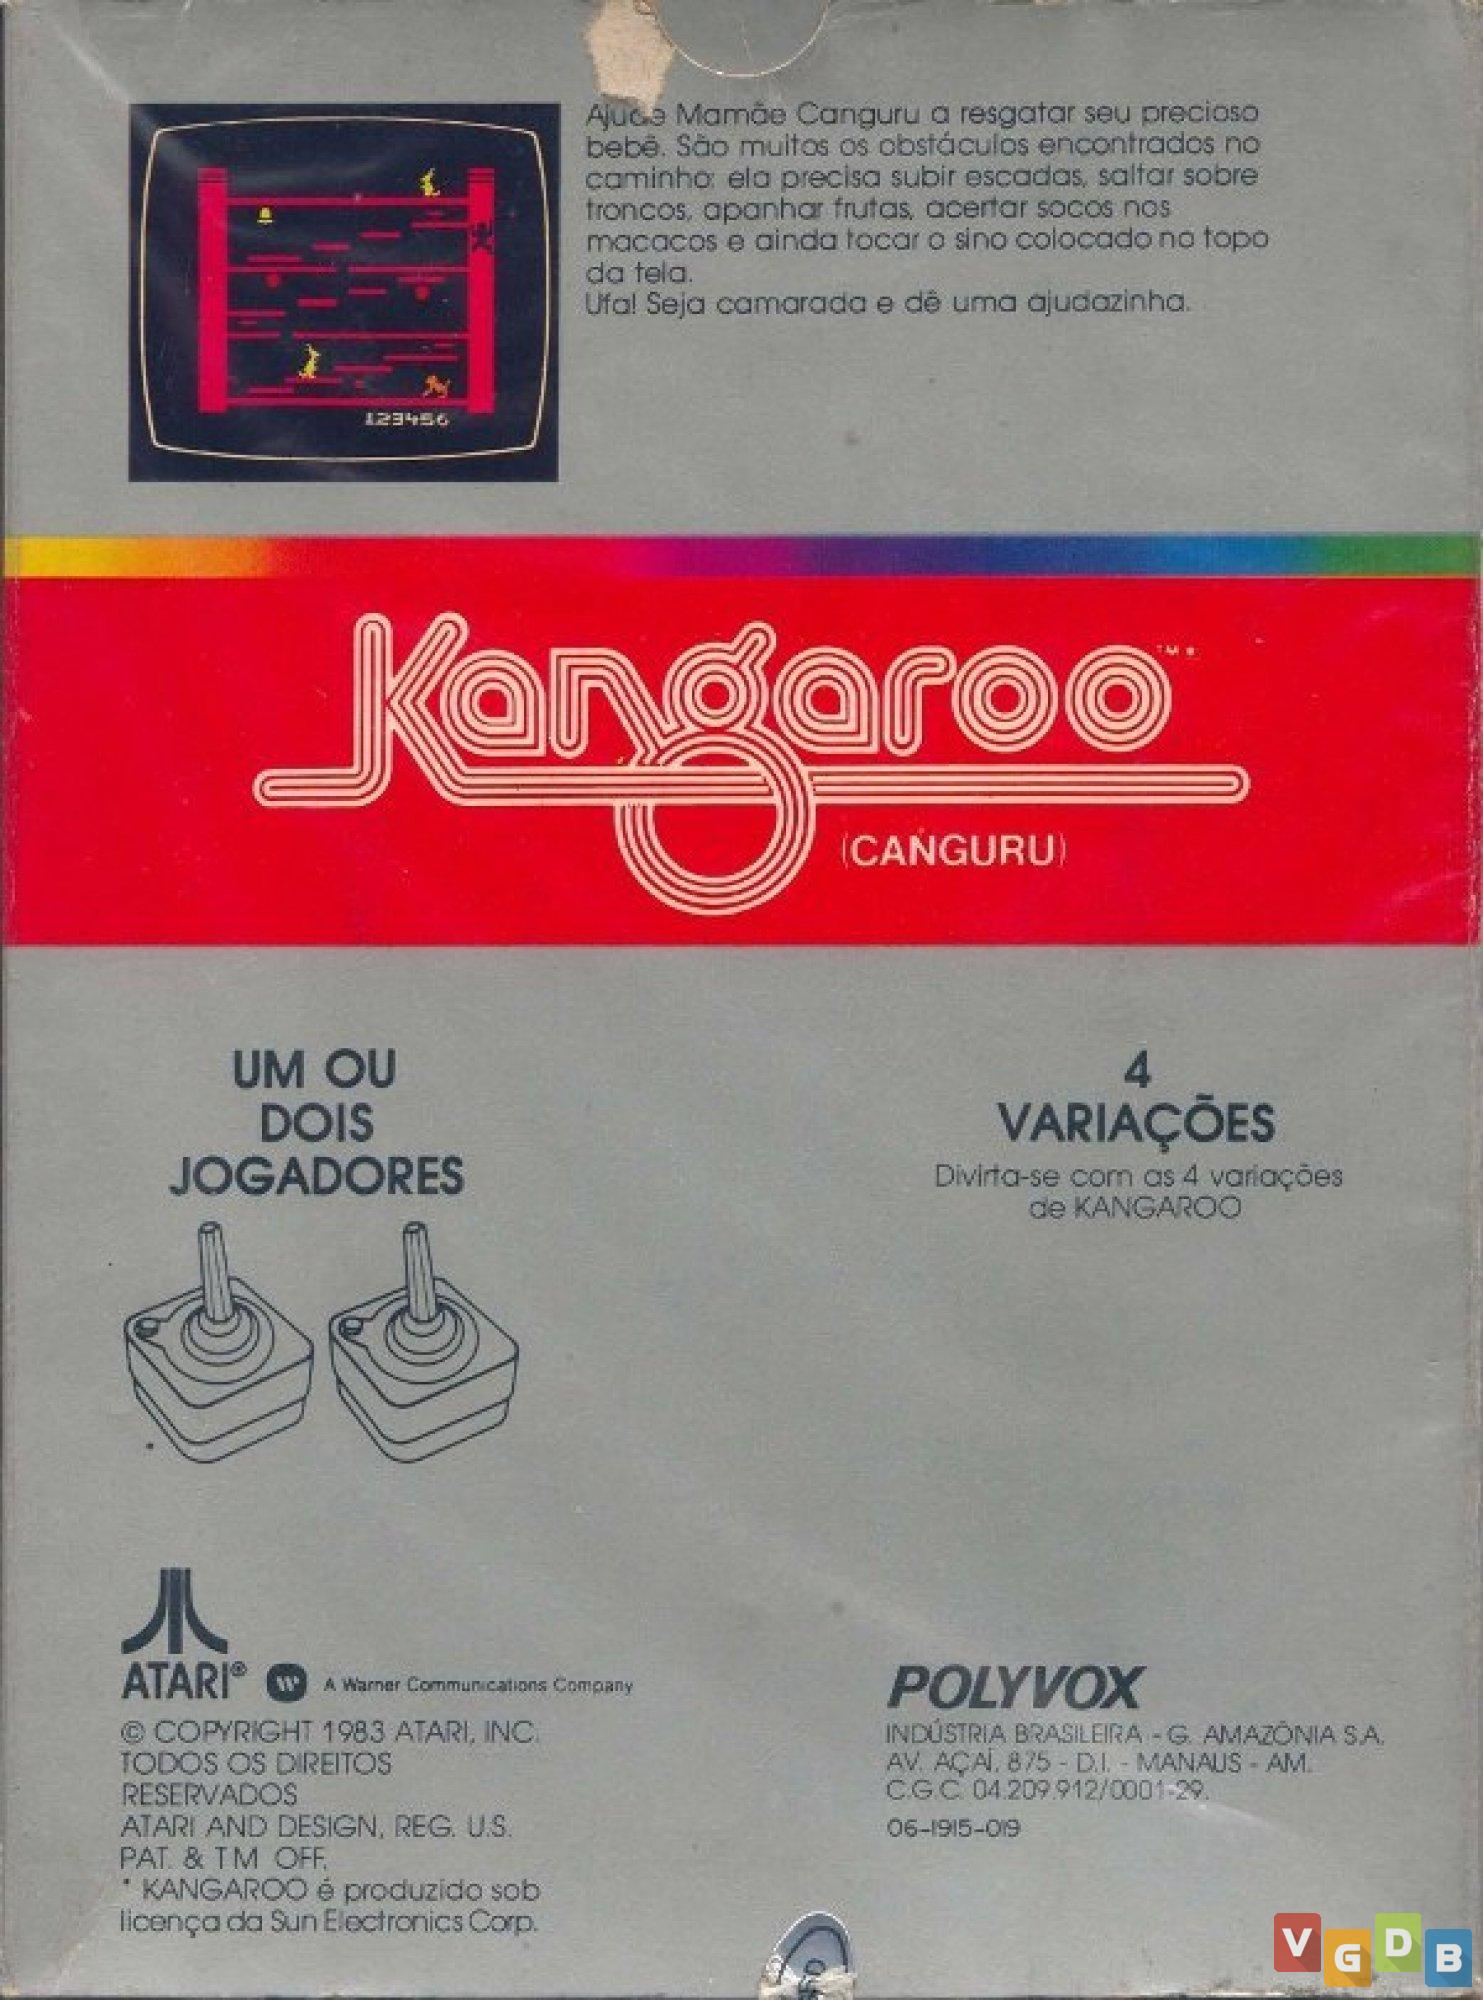 Ajude Mamãe Canguru a resgatar seu precioso
bebê. São muitos os obstáculos encontrados no
caminho: ela precisa subir escadas, saltar sobre
troncos, apanhar frutas, acertar socos nos
macacos e ainda tocar o sino colocado no topo
da tela.
Ufa! Seja camarada e dê uma ajudazinha.
123456
Kangaroo™*
(CANGURU)
UM OU
DOIS
JOGADORES
4
VARIAÇÕES
Divirta-se com as 4 variações
de KANGAROO
ATARI® A Warner Communications Company
© COPYRIGHT 1983 ATARI, INC.
TODOS OS DIREITOS
RESERVADOS
ATARI AND DESIGN, REG. U.S.
PAT. & TM OFF.
* KANGAROO é produzido sob
licença da Sun Electronics Corp.
POLYVOX
INDÚSTRIA BRASILEIRA - G. AMAZÔNIA S.A.
AV. AÇAÍ, 875 - D.I. - MANAUS - AM.
C.G.C. 04.209.912/0001-29.
06-1915-019
VGDB